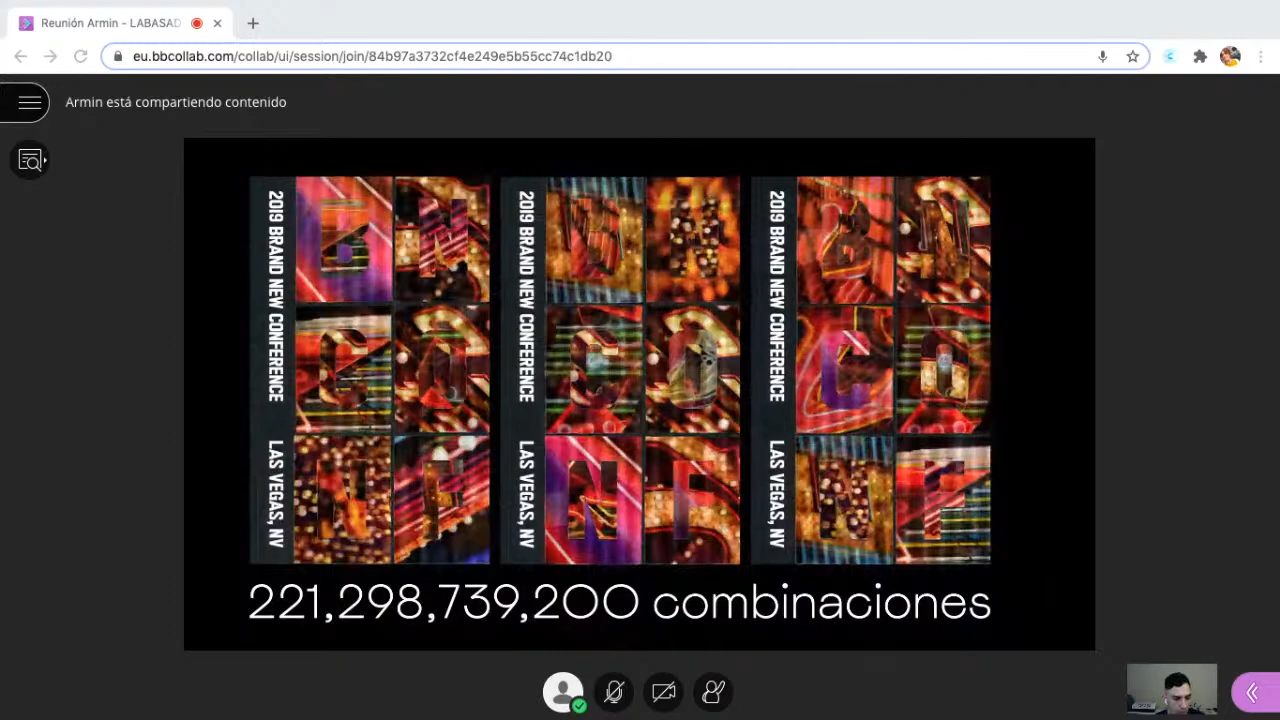 Reunión Armin - LABASAD
eu.bbcollab.com/collab/ui/session/join/84b97a3732cf4e249e5b55cc74c1db20
Armin está compartiendo contenido
2019 BRAND NEW CONFERENCE LAS VEGAS, NV
B N
C O
N F
2019 BRAND NEW CONFERENCE LAS VEGAS, NV
B N
C O
N F
2019 BRAND NEW CONFERENCE LAS VEGAS, NV
B N
C O
N F
221,298,739,200 combinaciones